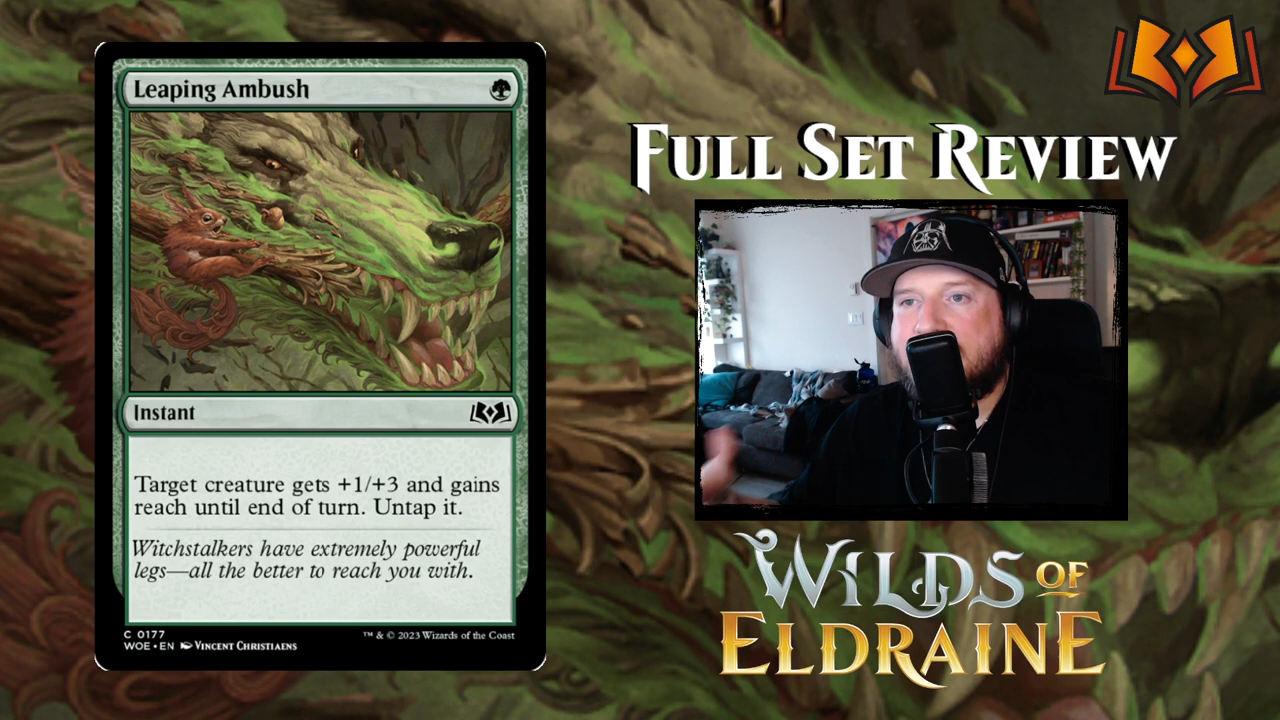 Leaping Ambush
Instant
Target creature gets +1/+3 and gains
reach until end of turn. Untap it.
Witchstalkers have extremely powerful
legs—all the better to reach you with.
C 0177
WOE • EN Vincent Christiaens
™ & © 2023 Wizards of the Coast
Full Set Review
Wilds of
Eldraine